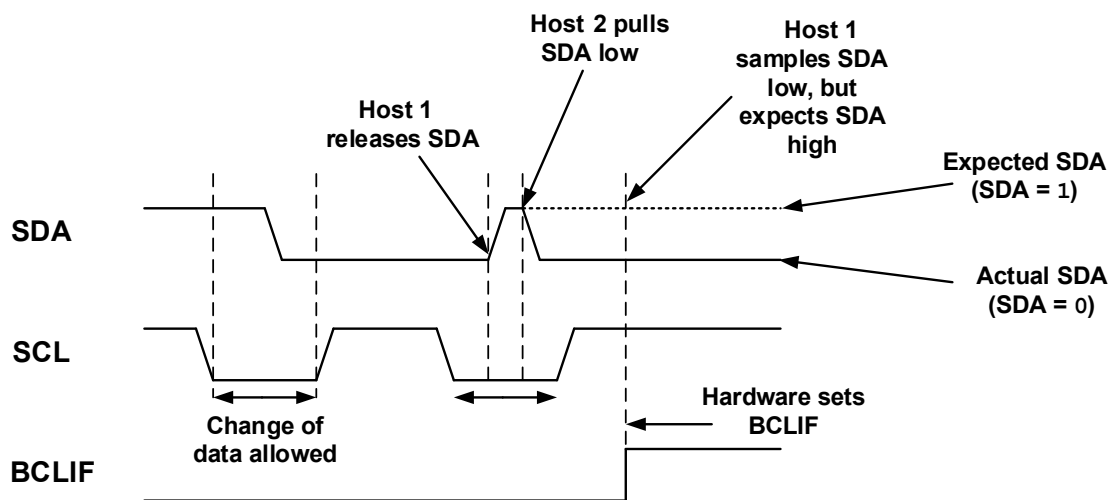 Host 2 pulls
SDA low
Host 1
samples SDA
low, but
expects SDA
high
Host 1
releases SDA
Expected SDA
(SDA = 1)
SDA
Actual SDA
(SDA = 0)
SCL
Change of
data allowed
Hardware sets
BCLIF
BCLIF